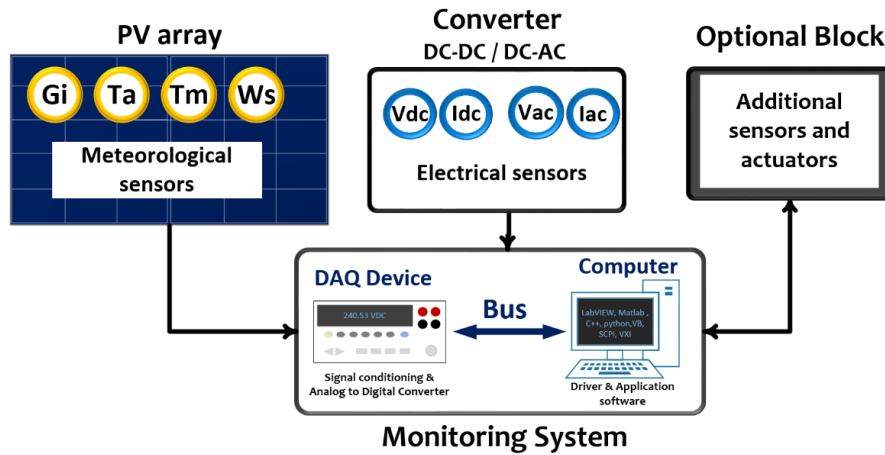 PV array
Gi
Ta
Tm
Ws
Meteorological
sensors
Converter
DC-DC / DC-AC
Vdc
Idc
Vac
Iac
Electrical sensors
Optional Block
Additional
sensors and
actuators
DAQ Device
240.53 VDC
Signal conditioning &
Analog to Digital Converter
Bus
Computer
LabVIEW, Matlab ,
C++, python,VB,
SCPI, VXI
Driver & Application
software
Monitoring System